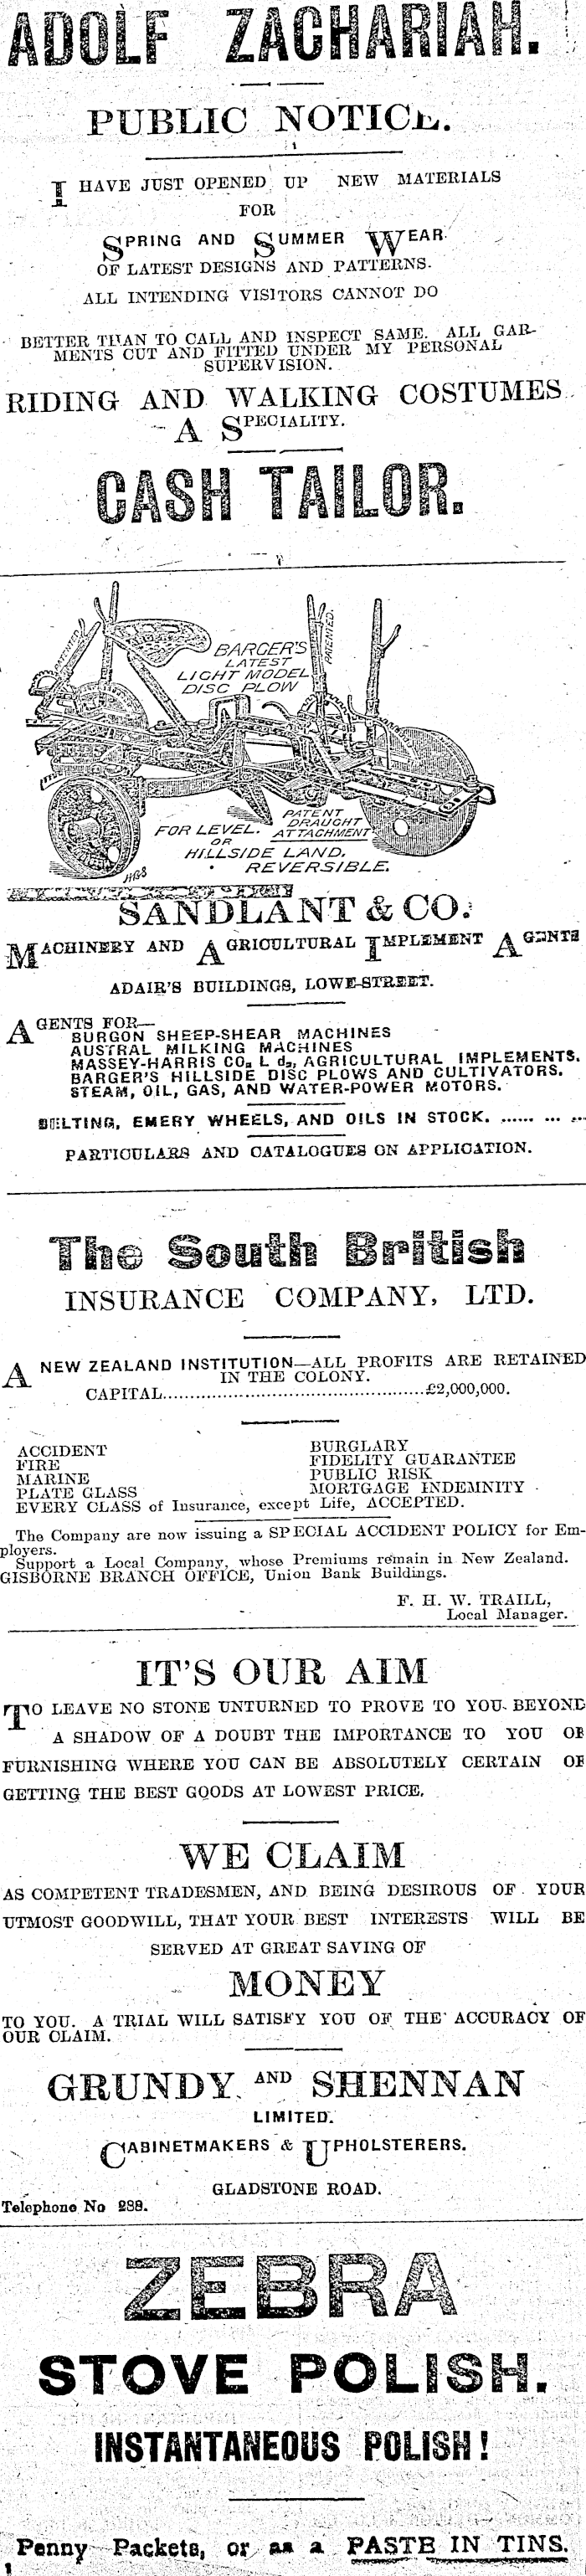 ADOLF ZACHARIAH.
PUBLIC NOTICE.
I HAVE JUST OPENED UP NEW MATERIALS
FOR
SPRING AND SUMMER WEAR
OF LATEST DESIGNS AND PATTERNS.
ALL INTENDING VISITORS CANNOT DO
BETTER THAN TO CALL AND INSPECT SAME. ALL GAR-
MENTS CUT AND FITTED UNDER MY PERSONAL
SUPERVISION.
RIDING AND WALKING COSTUMES
A SPECIALITY.
CASH TAILOR.
PATENTED
PATENTED.
BARGER'S
LATEST
LIGHT MODEL
DISC PLOW
PATENT
DRAUGHT
ATTACHMENT
FOR LEVEL.
OR
HILLSIDE LAND.
REVERSIBLE.
SANDLANT & CO.
MACHINERY AND AGRICULTURAL IMPLEMENT AGENTS
ADAIR'S BUILDINGS, LOWE-STREET.
AGENTS FOR—
BURGON SHEEP-SHEAR MACHINES
AUSTRAL MILKING MACHINES
MASSEY-HARRIS CO. L d., AGRICULTURAL IMPLEMENTS.
BARGER'S HILLSIDE DISC PLOWS AND CULTIVATORS.
STEAM, OIL, GAS, AND WATER-POWER MOTORS.
BELTING, EMERY WHEELS, AND OILS IN STOCK. ...... ... ...
PARTICULARS AND CATALOGUES ON APPLICATION.
The South British
INSURANCE COMPANY, LTD.
A NEW ZEALAND INSTITUTION—ALL PROFITS ARE RETAINED
IN THE COLONY.
CAPITAL..............................................£2,000,000.
ACCIDENT BURGLARY
FIRE FIDELITY GUARANTEE
MARINE PUBLIC RISK
PLATE GLASS MORTGAGE INDEMNITY
EVERY CLASS of Insurance, except Life, ACCEPTED.
The Company are now issuing a SPECIAL ACCIDENT POLICY for Em-
ployers.
Support a Local Company, whose Premiums remain in New Zealand.
GISBORNE BRANCH OFFICE, Union Bank Buildings.
F. H. W. TRAILL,
Local Manager.
IT'S OUR AIM
TO LEAVE NO STONE UNTURNED TO PROVE TO YOU BEYOND
A SHADOW OF A DOUBT THE IMPORTANCE TO YOU OF
FURNISHING WHERE YOU CAN BE ABSOLUTELY CERTAIN OF
GETTING THE BEST GOODS AT LOWEST PRICE.
WE CLAIM
AS COMPETENT TRADESMEN, AND BEING DESIROUS OF YOUR
UTMOST GOODWILL, THAT YOUR BEST INTERESTS WILL BE
SERVED AT GREAT SAVING OF
MONEY
TO YOU. A TRIAL WILL SATISFY YOU OF THE ACCURACY OF
OUR CLAIM.
GRUNDY AND SHENNAN
LIMITED.
CABINETMAKERS & UPHOLSTERERS.
GLADSTONE ROAD.
Telephone No 288.
ZEBRA
STOVE POLISH.
INSTANTANEOUS POLISH!
Penny Packets, or as a PASTE IN TINS.